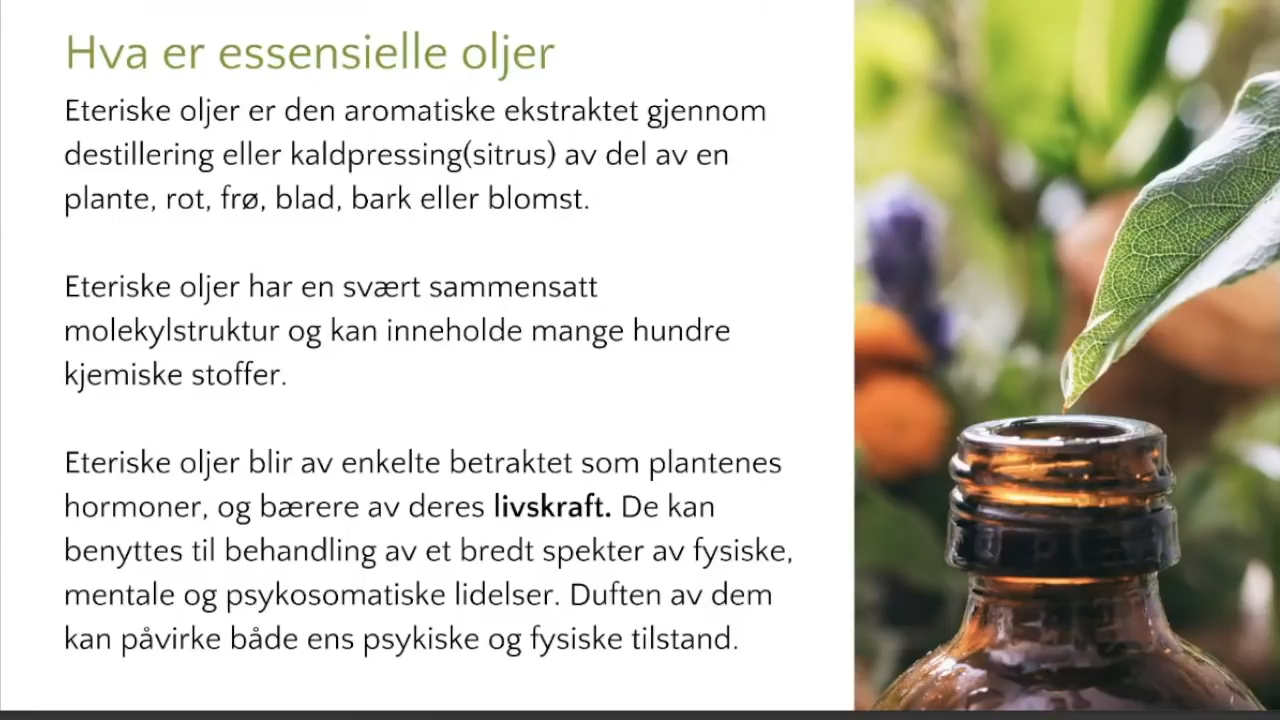 Hva er essensielle oljer
Eteriske oljer er den aromatiske ekstraktet gjennom
destillering eller kaldpressing(sitrus) av del av en
plante, rot, frø, blad, bark eller blomst.
Eteriske oljer har en svært sammensatt
molekylstruktur og kan inneholde mange hundre
kjemiske stoffer.
Eteriske oljer blir av enkelte betraktet som plantenes
hormoner, og bærere av deres livskraft. De kan
benyttes til behandling av et bredt spekter av fysiske,
mentale og psykosomatiske lidelser. Duften av dem
kan påvirke både ens psykiske og fysiske tilstand.